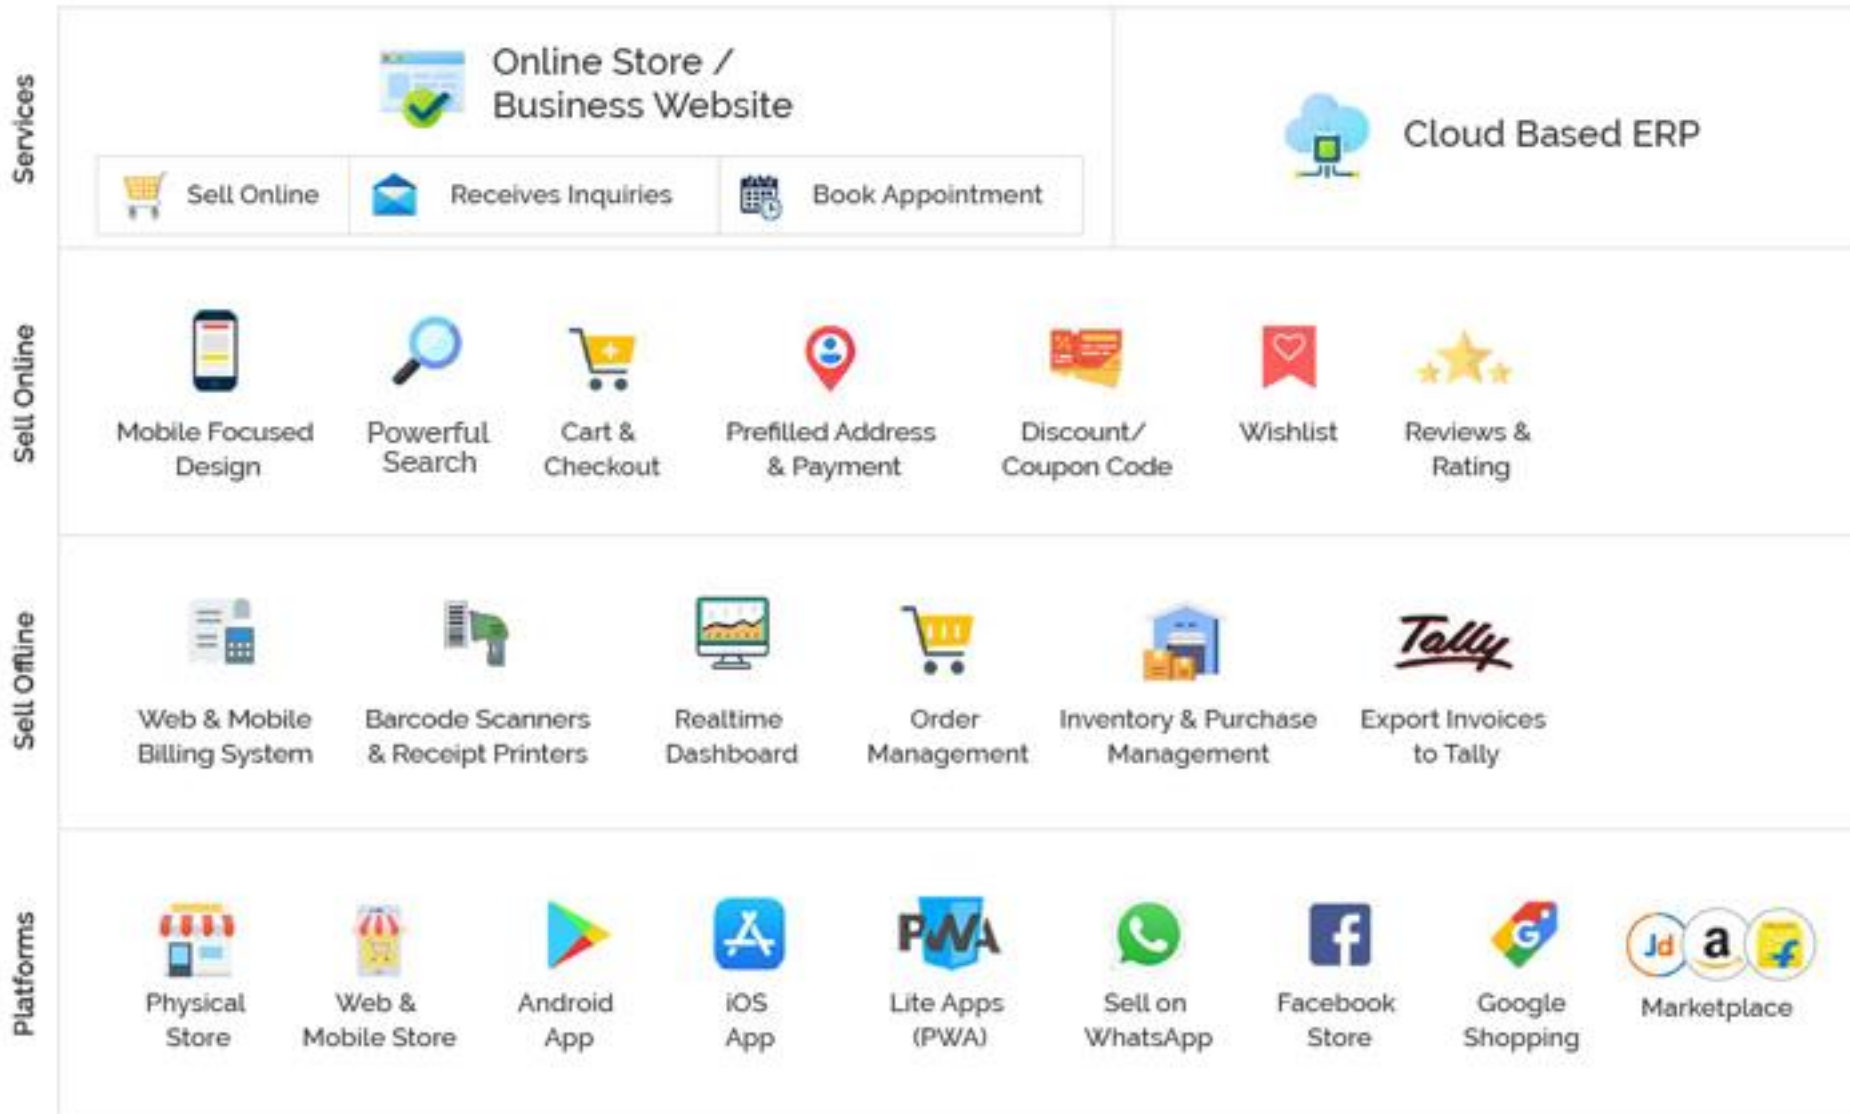 Services
Online Store /
Business Website
Sell Online
Receives Inquiries
Book Appointment
Cloud Based ERP
Sell Online
Mobile Focused
Design
Powerful
Search
Cart &
Checkout
Prefilled Address
& Payment
Discount/
Coupon Code
Wishlist
Reviews &
Rating
Sell Offline
Web & Mobile
Billing System
Barcode Scanners
& Receipt Printers
Realtime
Dashboard
Order
Management
Inventory & Purchase
Management
Tally
Export Invoices
to Tally
Platforms
Physical
Store
Web &
Mobile Store
Android
App
iOS
App
PWA
Lite Apps
(PWA)
Sell on
WhatsApp
f
Facebook
Store
G
Google
Shopping
Jd
a
f
Marketplace